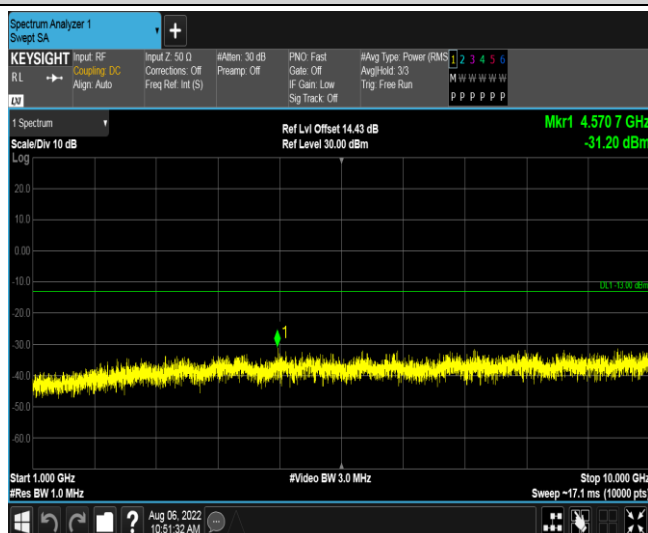 Spectrum Analyzer 1
Swept SA
+
KEYSIGHT
RL
LXI
Input: RF
Coupling: DC
Align: Auto
Input Z: 50 Ω
Corrections: Off
Freq Ref: Int (S)
#Atten: 30 dB
Preamp: Off
PNO: Fast
Gate: Off
IF Gain: Low
Sig Track: Off
#Avg Type: Power (RMS
Avg|Hold: 3/3
Trig: Free Run
1 2 3 4 5 6
M W W W W W
P P P P P P
1 Spectrum
Scale/Div 10 dB
Log
Ref Lvl Offset 14.43 dB
Ref Level 30.00 dBm
Mkr1 4.570 7 GHz
-31.20 dBm
20.0
10.0
0.00
-10.0
DL1 -13.00 dBm
-20.0
-30.0
1
-40.0
-50.0
-60.0
Start 1.000 GHz
#Res BW 1.0 MHz
#Video BW 3.0 MHz
Stop 10.000 GHz
Sweep ~17.1 ms (10000 pts)
?
Aug 06, 2022
10:51:32 AM